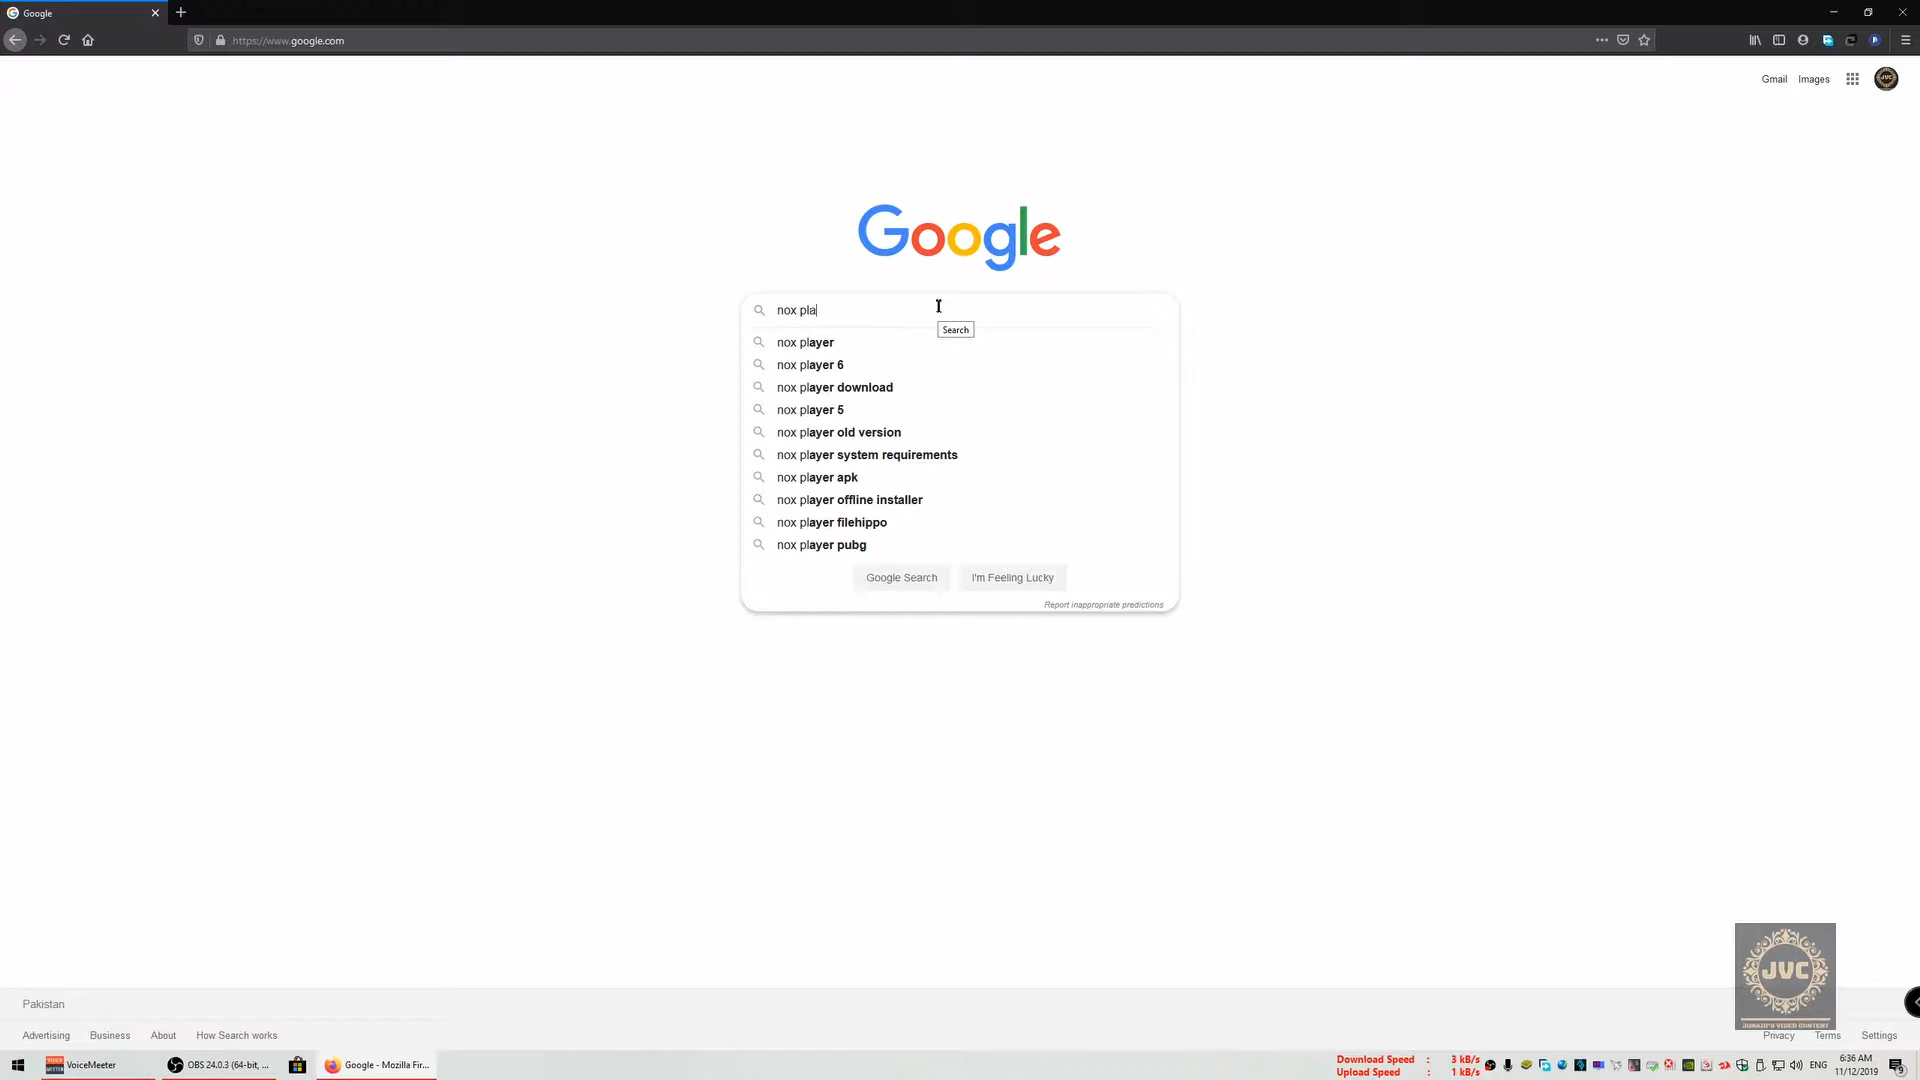 Google
https://www.google.com
Gmail Images
JVC
Google
nox pla
Search
nox player
nox player 6
nox player download
nox player 5
nox player old version
nox player system requirements
nox player apk
nox player offline installer
nox player filehippo
nox player pubg
Google Search I'm Feeling Lucky
Report inappropriate predictions
JVC
JUNAID'S VIDEO CONTENT
Pakistan
Advertising Business About How Search works
Privacy Terms Settings
VoiceMeeter
OBS 24.0.3 (64-bit, ...
Google - Mozilla Fir...
Download Speed : 3 kB/s
Upload Speed : 1 kB/s
ENG
6:36 AM
11/12/2019